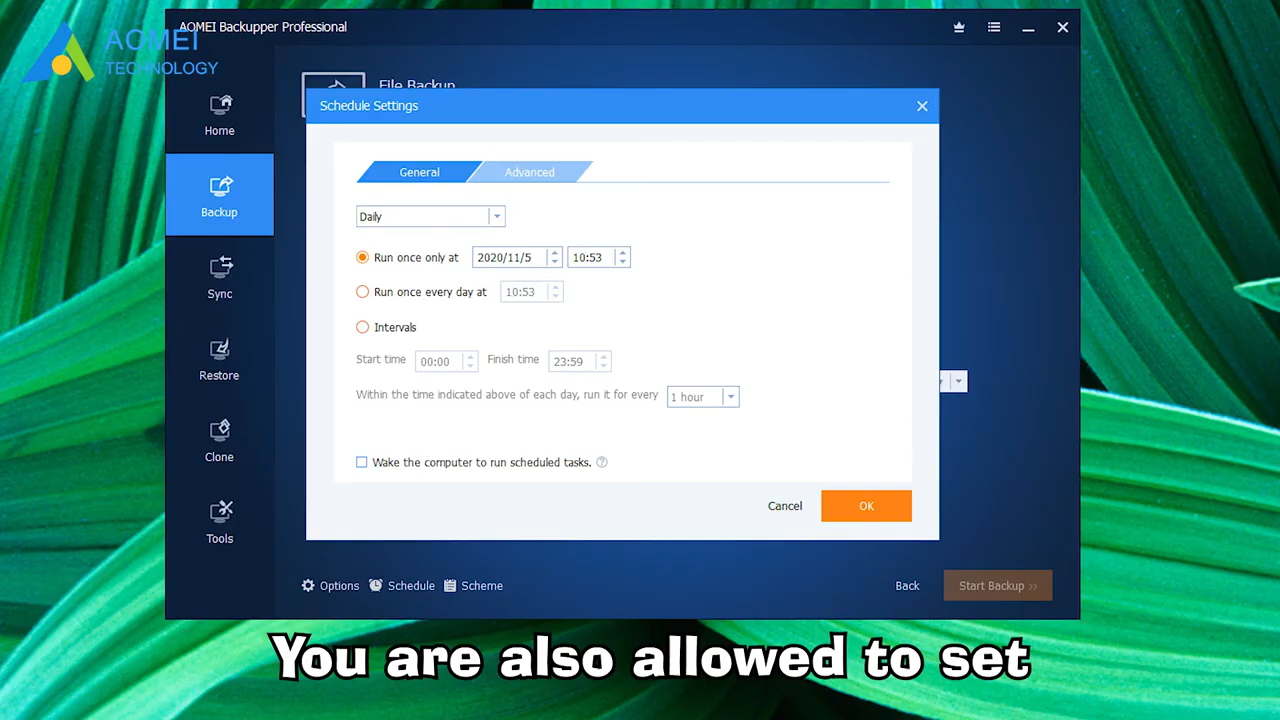 AOMEI Backupper Professional
AOMEI
TECHNOLOGY
File Backup
Home
Backup
Sync
Restore
Clone
Tools
Schedule Settings
General
Advanced
Daily
Run once only at 2020/11/5 10:53
Run once every day at 10:53
Intervals
Start time 00:00 Finish time 23:59
Within the time indicated above of each day, run it for every 1 hour
Wake the computer to run scheduled tasks. ?
Cancel OK
Options Schedule Scheme Back Start Backup >>
You are also allowed to set